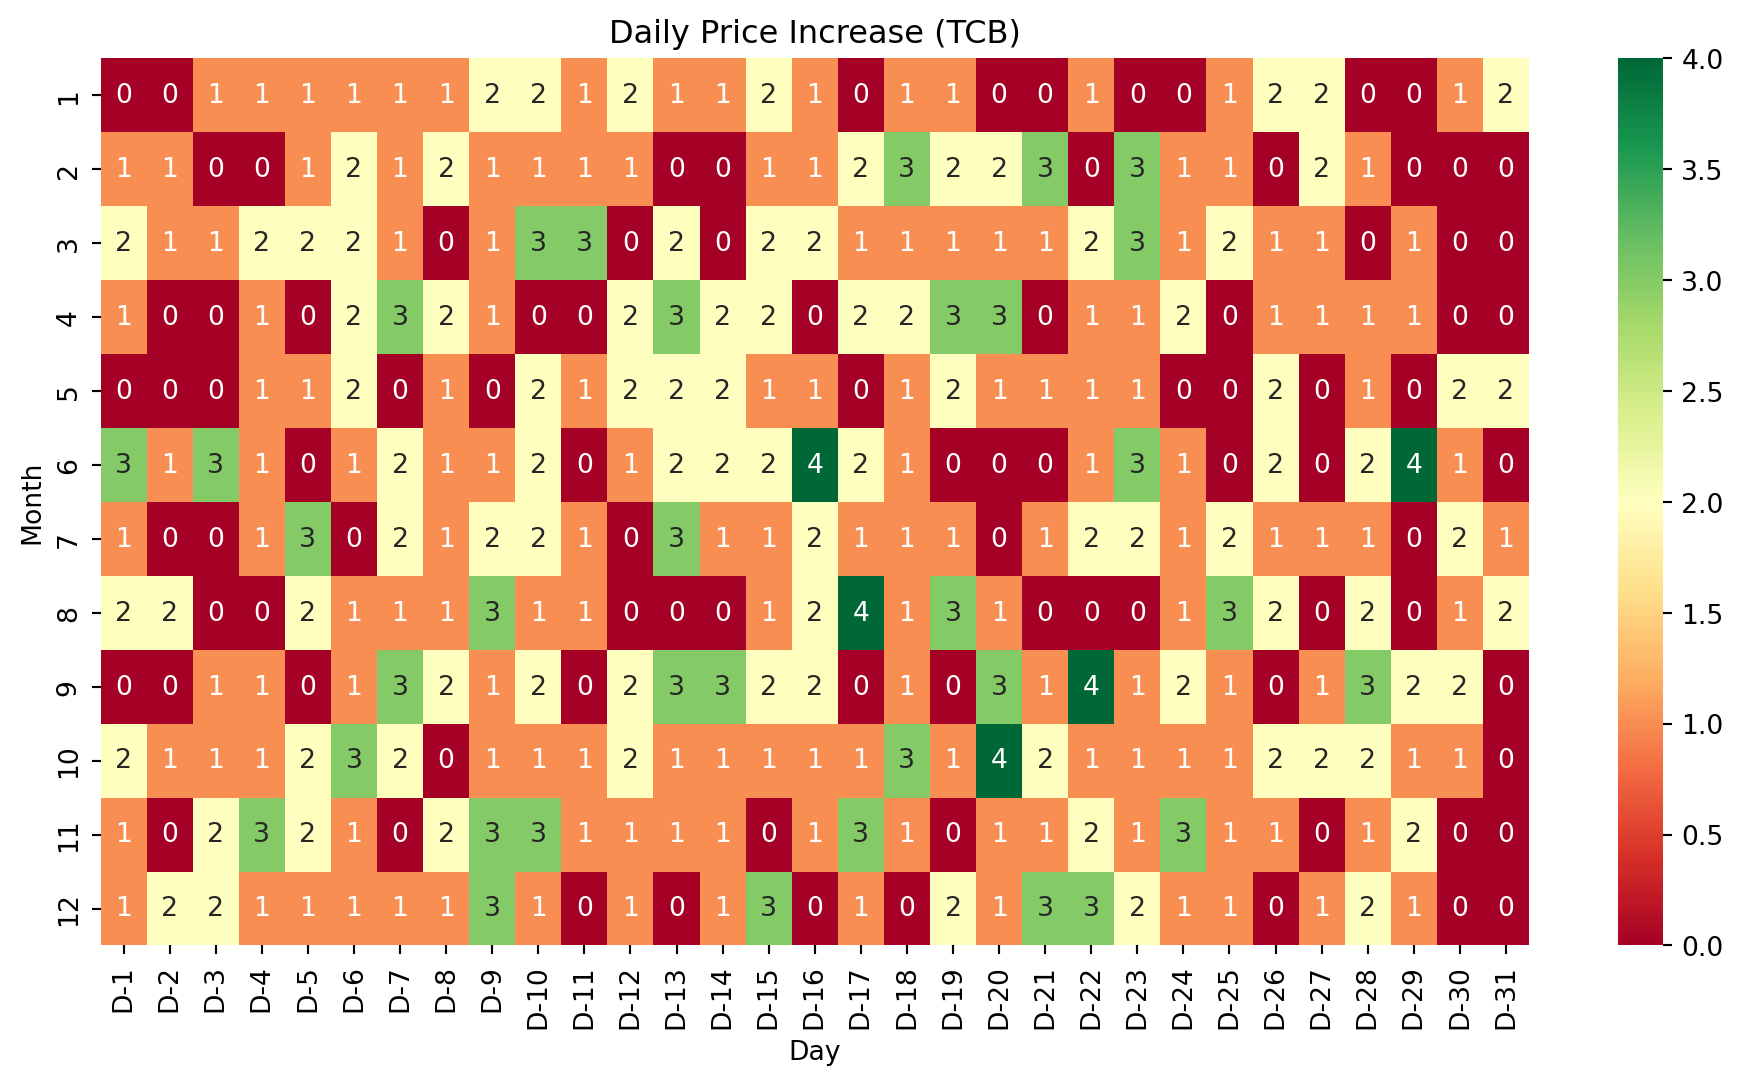 Daily Price Increase (TCB)
1 0 0 1 1 1 1 1 1 2 2 1 2 1 1 2 1 0 1 1 0 0 1 0 0 1 2 2 0 0 1 2
2 1 1 0 0 1 2 1 2 1 1 1 1 0 0 1 1 2 3 2 2 3 0 3 1 1 0 2 1 0 0 0
3 2 1 1 2 2 2 1 0 1 3 3 0 2 0 2 2 1 1 1 1 1 2 3 1 2 1 1 0 1 0 0
4 1 0 0 1 0 2 3 2 1 0 0 2 3 2 2 0 2 2 3 3 0 1 1 2 0 1 1 1 1 0 0
5 0 0 0 1 1 2 0 1 0 2 1 2 2 2 1 1 0 1 2 1 1 1 1 0 0 2 0 1 0 2 2
6 3 1 3 1 0 1 2 1 1 2 0 1 2 2 2 4 2 1 0 0 0 1 3 1 0 2 0 2 4 1 0
7 1 0 0 1 3 0 2 1 2 2 1 0 3 1 1 2 1 1 1 0 1 2 2 1 2 1 1 1 0 2 1
8 2 2 0 0 2 1 1 1 3 1 1 0 0 0 1 2 4 1 3 1 0 0 0 1 3 2 0 2 0 1 2
9 0 0 1 1 0 1 3 2 1 2 0 2 3 3 2 2 0 1 0 3 1 4 1 2 1 0 1 3 2 2 0
10 2 1 1 1 2 3 2 0 1 1 1 2 1 1 1 1 1 3 1 4 2 1 1 1 1 2 2 2 1 1 0
11 1 0 2 3 2 1 0 2 3 3 1 1 1 1 0 1 3 1 0 1 1 2 1 3 1 1 0 1 2 0 0
12 1 2 2 1 1 1 1 1 3 1 0 1 0 1 3 0 1 0 2 1 3 3 2 1 1 0 1 2 1 0 0
Month
D-1 D-2 D-3 D-4 D-5 D-6 D-7 D-8 D-9 D-10 D-11 D-12 D-13 D-14 D-15 D-16 D-17 D-18 D-19 D-20 D-21 D-22 D-23 D-24 D-25 D-26 D-27 D-28 D-29 D-30 D-31
Day
4.0
3.5
3.0
2.5
2.0
1.5
1.0
0.5
0.0